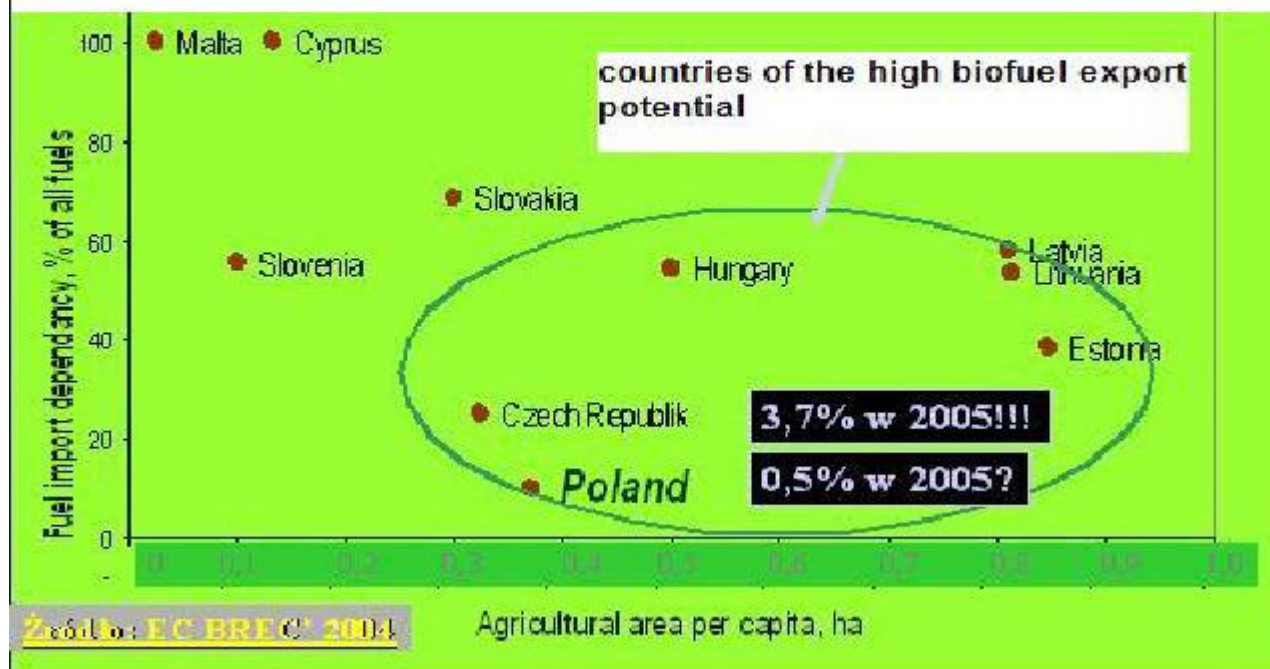 100
Malta
Cyprus
countries of the high biofuel export
potential
80
Slovakia
60
Slovenia
Hungary
Latvia
Lithuania
40
Estonia
Czech Republik
3,7% w 2005!!!
20
Poland
0,5% w 2005?
0
-
0 0,1 0,2 0,3 0,4 0,5 0,6 0,7 0,8 0,9 1,0
Fuel import dependancy, % of all fuels
Agricultural area per capita, ha
Źródło: EC BREC' 2004